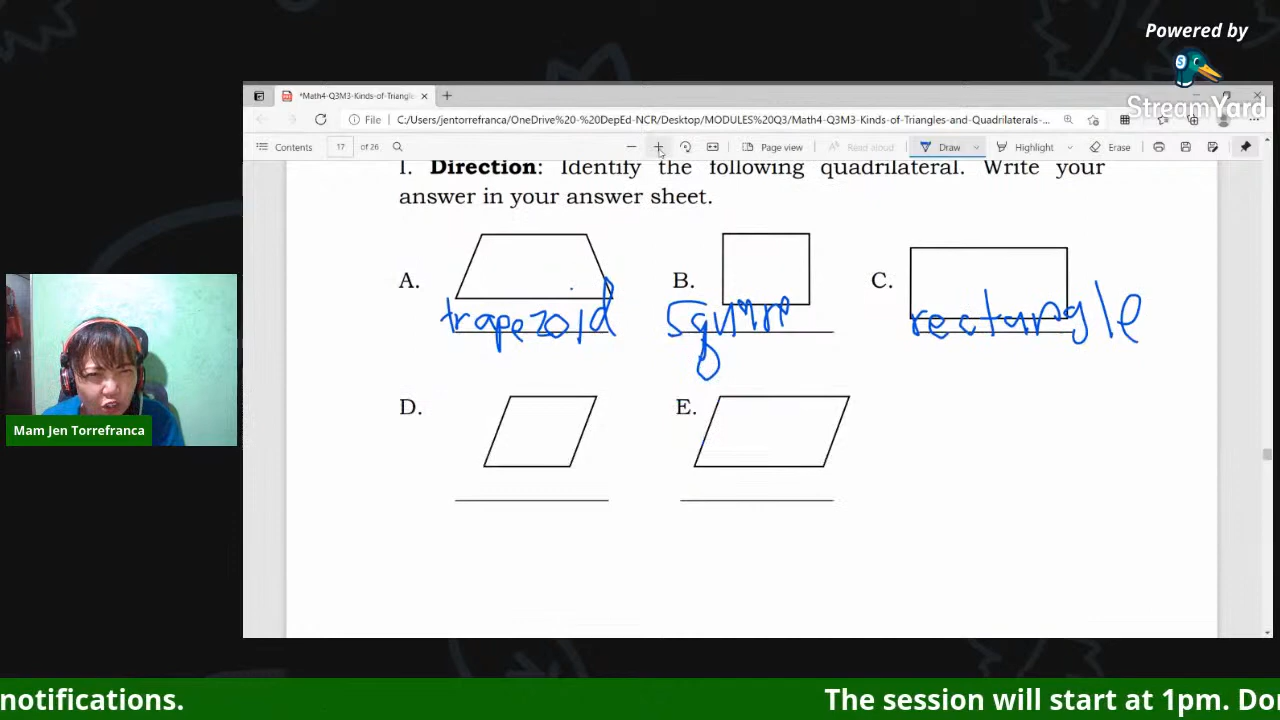 Powered by
StreamYard
*Math4-Q3M3-Kinds-of-Triangle
File C:/Users/jentorrefranca/OneDrive%20-%20DepEd-NCR/Desktop/MODULES%20Q3/Math4-Q3M3-Kinds-of-Triangles-and-Quadrilaterals-...
Contents 17 of 26 Page view Read aloud Draw Highlight Erase
I. Direction: Identify the following quadrilateral. Write your
answer in your answer sheet.
A. B. C.
trapezoid square rectangle
D. E.
Mam Jen Torrefranca
notifications. The session will start at 1pm. Do